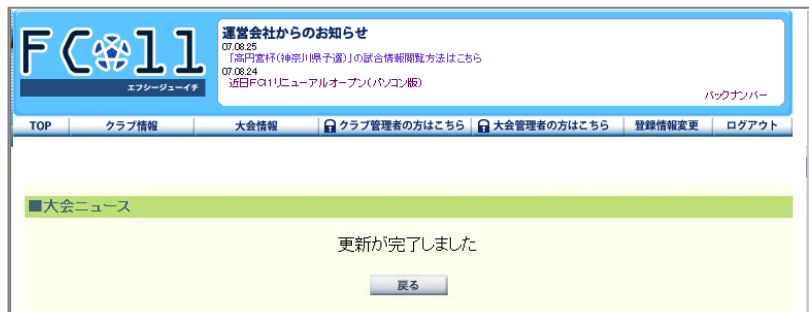 FC11
エフシージューイチ
運営会社からのお知らせ
07.08.25
「高円宮杯(神奈川県予選)」の試合情報閲覧方法はこちら
07.08.24
近日FC11リニューアルオープン(パソコン版)
バックナンバー
TOP クラブ情報 大会情報 クラブ管理者の方はこちら 大会管理者の方はこちら 登録情報変更 ログアウト
■大会ニュース
更新が完了しました
戻る